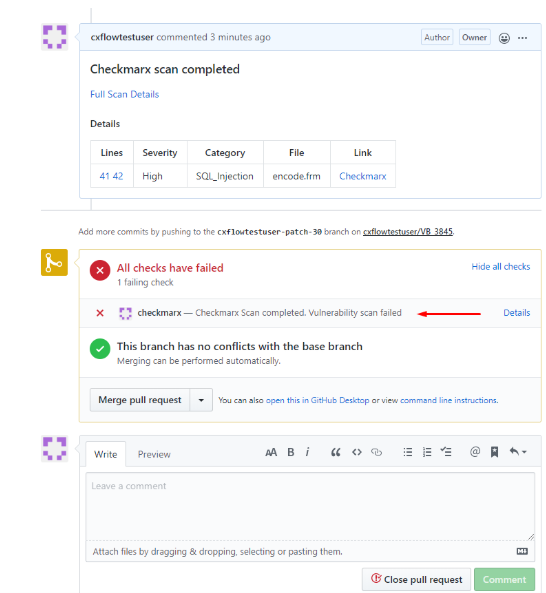 cxflowtestuser commented 3 minutes ago
Author
Owner
Checkmarx scan completed
Full Scan Details
Details
Lines Severity Category File Link
41 42 High SQL_Injection encode.frm Checkmarx
Add more commits by pushing to the cxflowtestuser-patch-30 branch on cxflowtestuser/VB_3845.
All checks have failed
Hide all checks
1 failing check
checkmarx — Checkmarx Scan completed. Vulnerability scan failed
Details
This branch has no conflicts with the base branch
Merging can be performed automatically.
Merge pull request
You can also open this in GitHub Desktop or view command line instructions.
Write Preview
AA B i
Leave a comment
Attach files by dragging & dropping, selecting or pasting them.
Close pull request
Comment